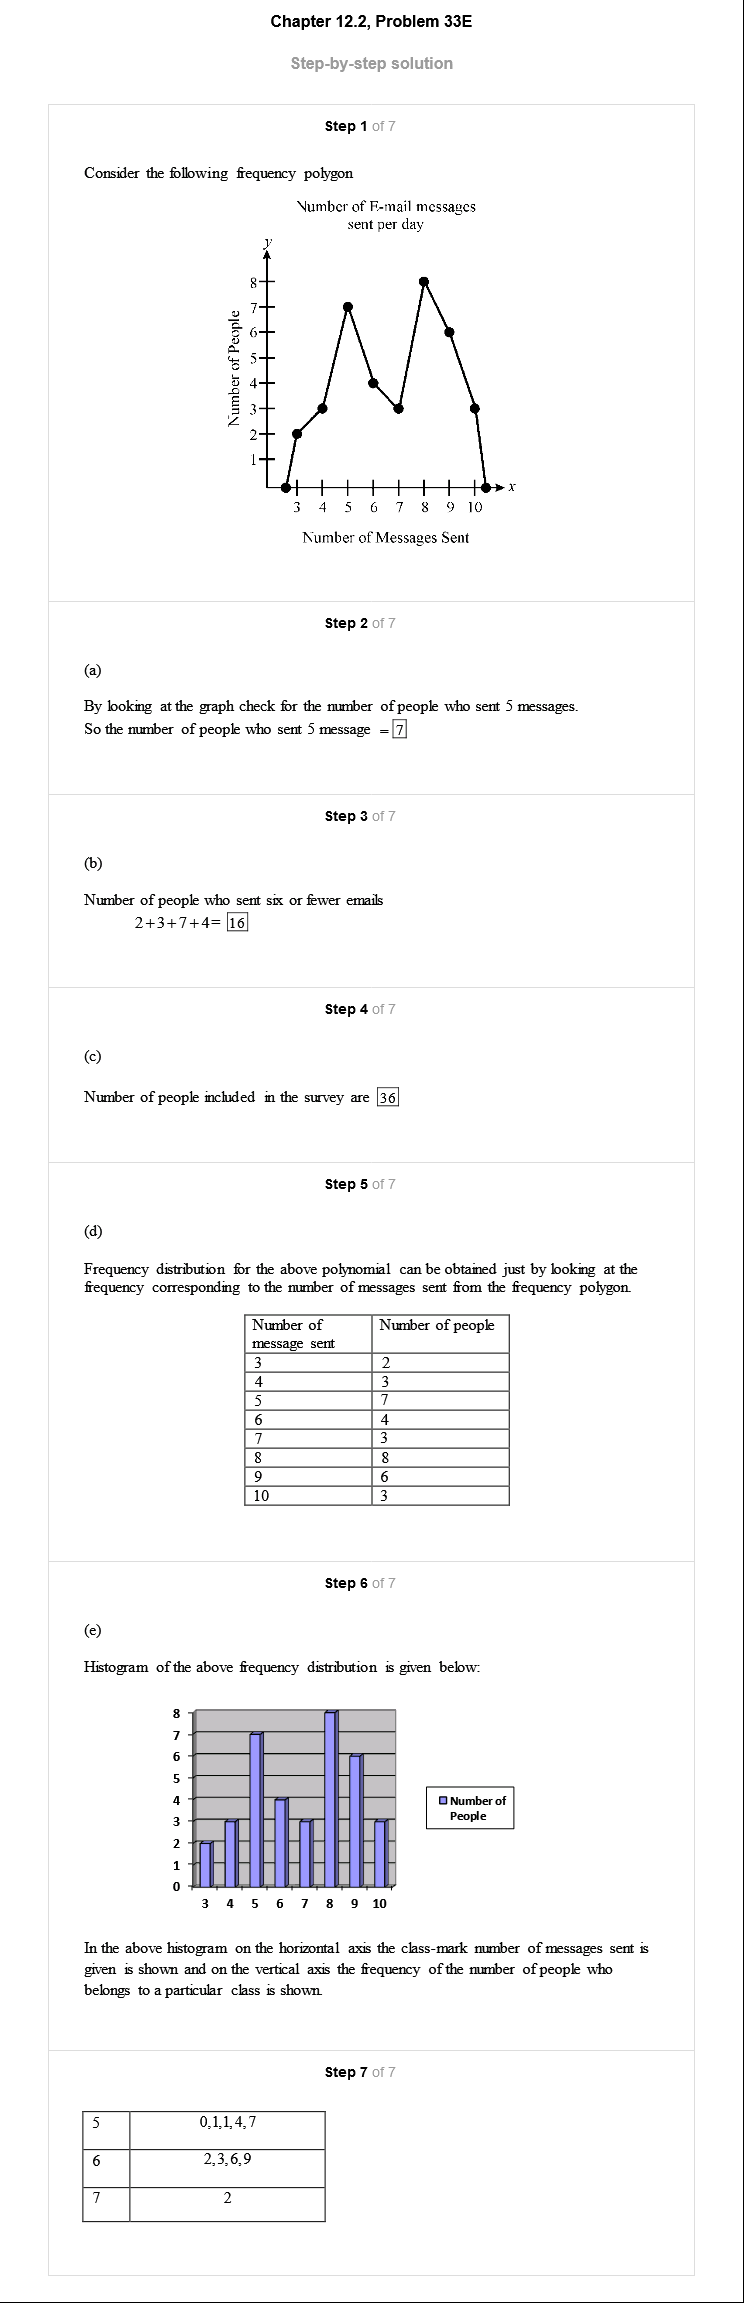 Chapter 12.2, Problem 33E
Step-by-step solution
Step 1 of 7
Consider the following frequency polygon
Number of E-mail messages
sent per day
y
8
7
6
5
4
3
2
1
Number of People
x
3 4 5 6 7 8 9 10
Number of Messages Sent
Step 2 of 7
(a)
By looking at the graph check for the number of people who sent 5 messages.
So the number of people who sent 5 message = 7
Step 3 of 7
(b)
Number of people who sent six or fewer emails
2+3+7+4= 16
Step 4 of 7
(c)
Number of people included in the survey are 36
Step 5 of 7
(d)
Frequency distribution for the above polynomial can be obtained just by looking at the
frequency corresponding to the number of messages sent from the frequency polygon.
Number of Number of people
message sent
3 2
4 3
5 7
6 4
7 3
8 8
9 6
10 3
Step 6 of 7
(e)
Histogram of the above frequency distribution is given below:
8
7
6
5
4
3
2
1
0
3 4 5 6 7 8 9 10
Number of
People
In the above histogram on the horizontal axis the class-mark number of messages sent is
given is shown and on the vertical axis the frequency of the number of people who
belongs to a particular class is shown.
Step 7 of 7
5 0,1,1,4,7
6 2,3,6,9
7 2